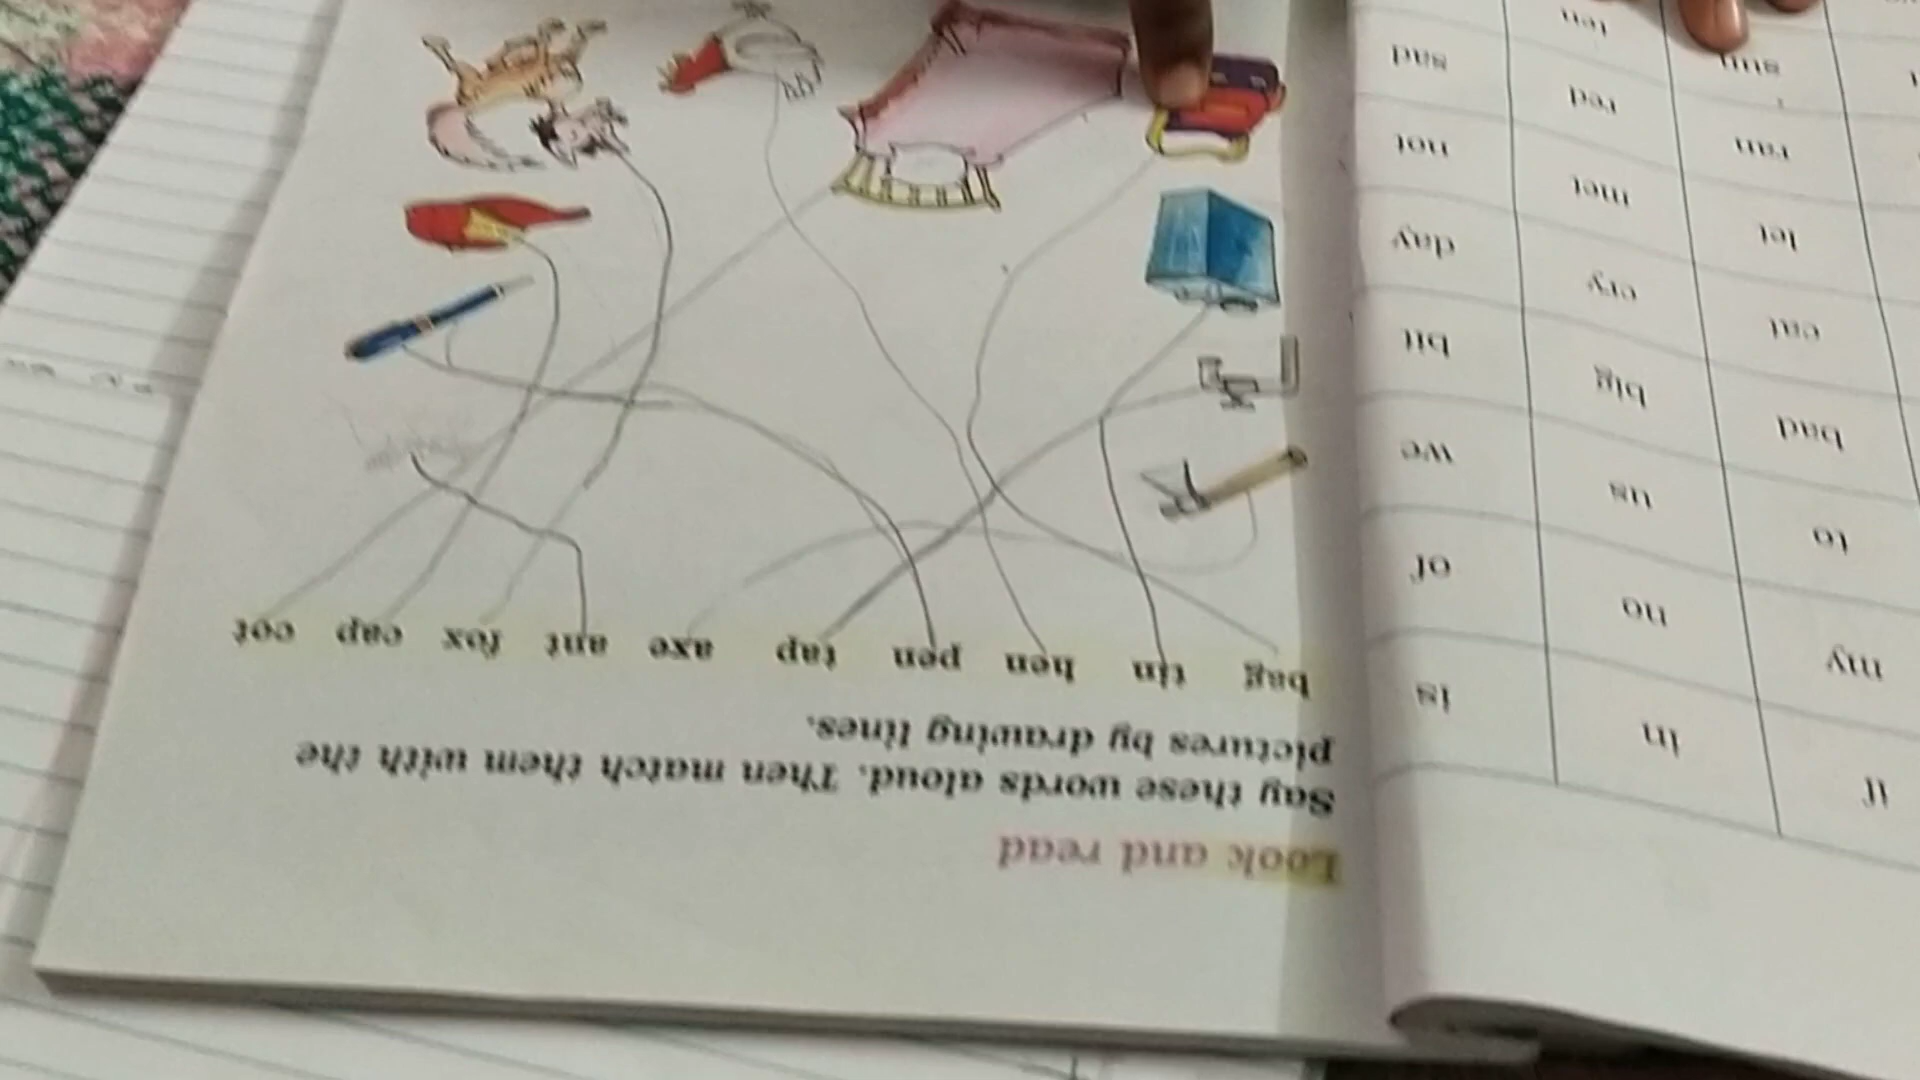 if in is
my no of
to us we
bad big bit
cat cry day
let met not
ran red sad
sun ten
Look and read
Say these words aloud. Then match them with the
pictures by drawing lines.
bag tin hen pen tap axe ant fox cap cot